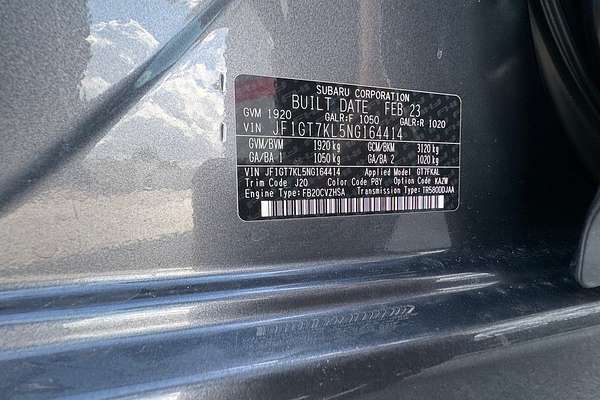 SUBARU CORPORATION
BUILT DATE FEB 23
GVM 1920 GALR:F 1050 GALR:R 1020
VIN JF1GT7KL5NG164414
GVM/BVM 1920 kg GCM/BKM 3120 kg
GA/BA 1 1050 kg GA/BA 2 1020 kg
VIN JF1GT7KL5NG164414 Applied Model GT7FKAL
Trim Code J20 Color Code P8Y Option Code KAZW
Engine Type:FB20CVZHSA Transmission Type:TR580DDJAA